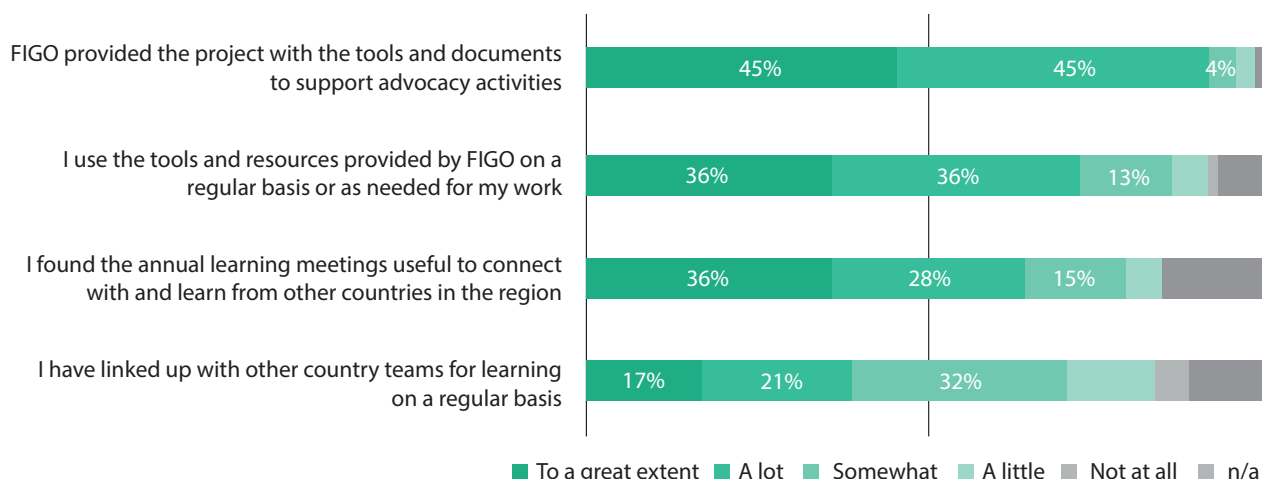 FIGO provided the project with the tools and documents
to support advocacy activities
45%
45%
4%
I use the tools and resources provided by FIGO on a
regular basis or as needed for my work
36%
36%
13%
I found the annual learning meetings useful to connect
with and learn from other countries in the region
36%
28%
15%
I have linked up with other country teams for learning
on a regular basis
17%
21%
32%
To a great extent A lot Somewhat A little Not at all n/a